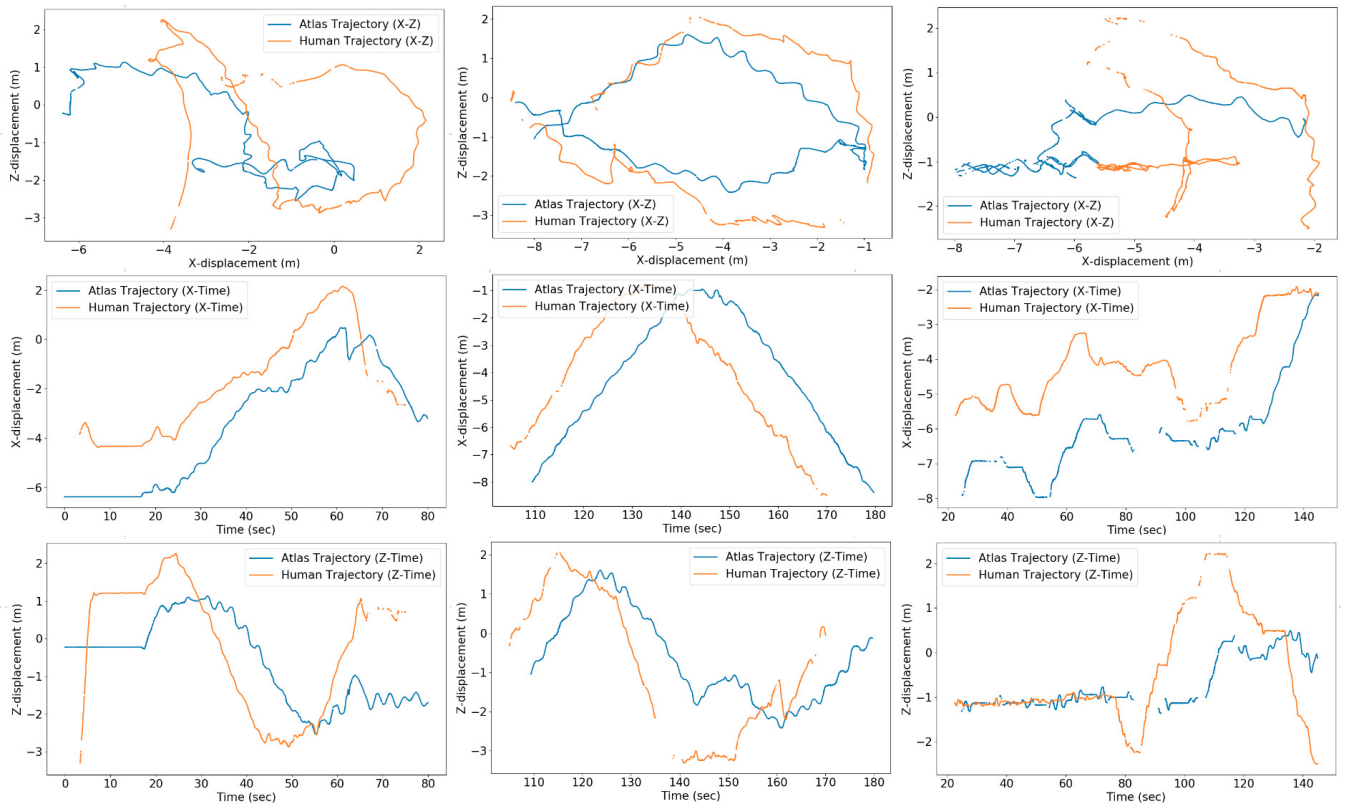 Atlas Trajectory (X-Z)
Human Trajectory (X-Z)
Z-displacement (m)
2
1
0
−1
−2
−3
−6 −4 −2 0 2
X-displacement (m)
Atlas Trajectory (X-Z)
Human Trajectory (X-Z)
Z-displacement (m)
2
1
0
−1
−2
−3
−8 −7 −6 −5 −4 −3 −2 −1
X-displacement (m)
Atlas Trajectory (X-Z)
Human Trajectory (X-Z)
Z-displacement (m)
2
1
0
−1
−2
−8 −7 −6 −5 −4 −3 −2
X-displacement (m)
Atlas Trajectory (X-Time)
Human Trajectory (X-Time)
X-displacement (m)
2
0
−2
−4
−6
0 10 20 30 40 50 60 70 80
Time (sec)
Atlas Trajectory (X-Time)
Human Trajectory (X-Time)
X-displacement (m)
−1
−2
−3
−4
−5
−6
−7
−8
110 120 130 140 150 160 170 180
Time (sec)
Atlas Trajectory (X-Time)
Human Trajectory (X-Time)
X-displacement (m)
−2
−3
−4
−5
−6
−7
−8
20 40 60 80 100 120 140
Time (sec)
Atlas Trajectory (Z-Time)
Human Trajectory (Z-Time)
Z-displacement (m)
2
1
0
−1
−2
−3
0 10 20 30 40 50 60 70 80
Time (sec)
Atlas Trajectory (Z-Time)
Human Trajectory (Z-Time)
Z-displacement (m)
2
1
0
−1
−2
−3
110 120 130 140 150 160 170 180
Time (sec)
Atlas Trajectory (Z-Time)
Human Trajectory (Z-Time)
Z-displacement (m)
2
1
0
−1
−2
20 40 60 80 100 120 140
Time (sec)